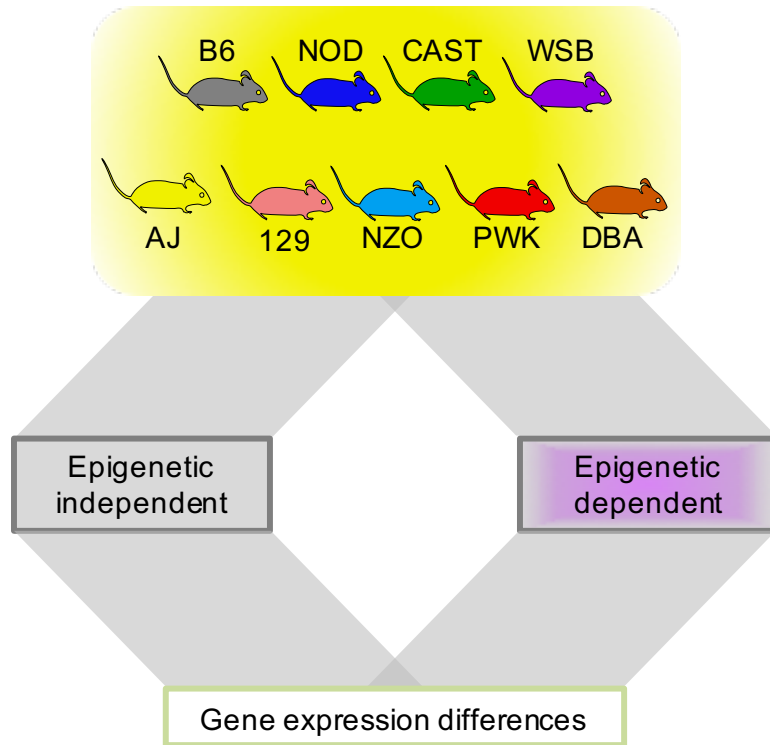 B6 NOD CAST WSB
AJ 129 NZO PWK DBA
Epigenetic
independent
Epigenetic
dependent
Gene expression differences